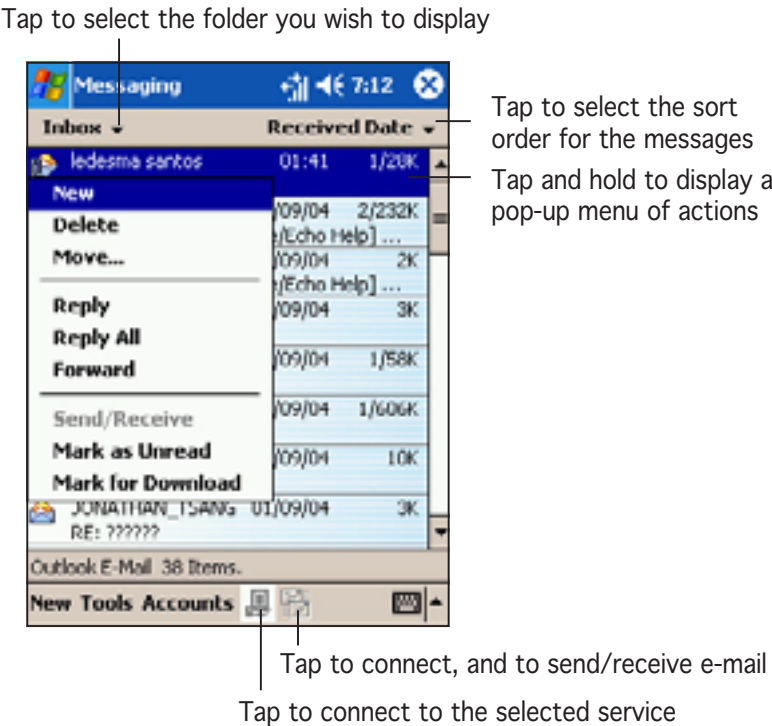 Tap to select the folder you wish to display
Messaging 7:12
Inbox Received Date
Tap to select the sort
order for the messages
ledesma santos 01:41 1/20K
Tap and hold to display a
pop-up menu of actions
New
/09/04 2/232K
Delete
/Echo Help] ...
Move...
/09/04 2K
/Echo Help] ...
Reply
/09/04 3K
Reply All
Forward
/09/04 1/58K
Send/Receive
/09/04 1/606K
Mark as Unread
/09/04 10K
Mark for Download
JONATHAN_TSANG 01/09/04 3K
RE: ??????
Outlook E-Mail 38 Items.
New Tools Accounts
Tap to connect, and to send/receive e-mail
Tap to connect to the selected service